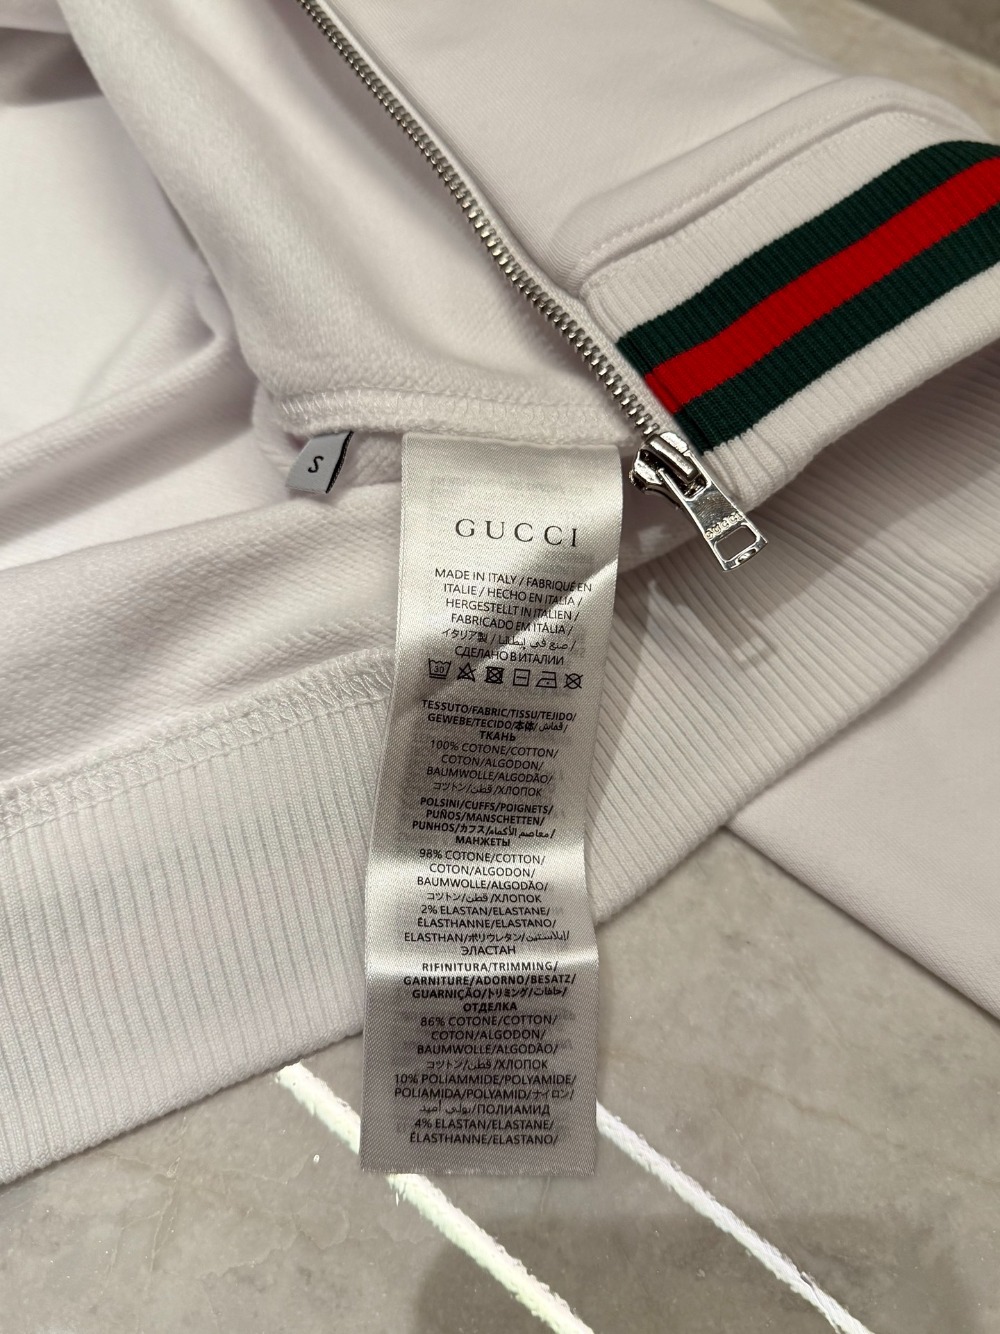 S
GUCCI
MADE IN ITALY / FABRIQUÉ EN
ITALIE / HECHO EN ITALIA /
HERGESTELLT IN ITALIEN /
FABRICADO EM ITÁLIA /
イタリア製 / صنع في إيطاليا /
СДЕЛАНО В ИТАЛИИ
30
TESSUTO/FABRIC/TISSU/TEJIDO/
GEWEBE/TECIDO/本体/قماش/
ТКАНЬ
100% COTONE/COTTON/
COTON/ALGODON/
BAUMWOLLE/ALGODÃO/
コットン/قطن/ХЛОПОК
POLSINI/CUFFS/POIGNETS/
PUÑOS/MANSCHETTEN/
PUNHOS/カフス/معاصم الأكمام/
МАНЖЕТЫ
98% COTONE/COTTON/
COTON/ALGODON/
BAUMWOLLE/ALGODÃO/
コットン/قطن/ХЛОПОК
2% ELASTAN/ELASTANE/
ÉLASTHANNE/ELASTANO/
ELASTHAN/ポリウレタン/إيلاستين/
ЭЛАСТАН
RIFINITURA/TRIMMING/
GARNITURE/ADORNO/BESATZ/
GUARNIÇÃO/トリミング/حافات/
ОТДЕЛКА
86% COTONE/COTTON/
COTON/ALGODON/
BAUMWOLLE/ALGODÃO/
コットン/قطن/ХЛОПОК
10% POLIAMMIDE/POLYAMIDE/
POLIAMIDA/POLYAMID/ナイロン/
بولي أميد/ПОЛИАМИД
4% ELASTAN/ELASTANE/
ÉLASTHANNE/ELASTANO/